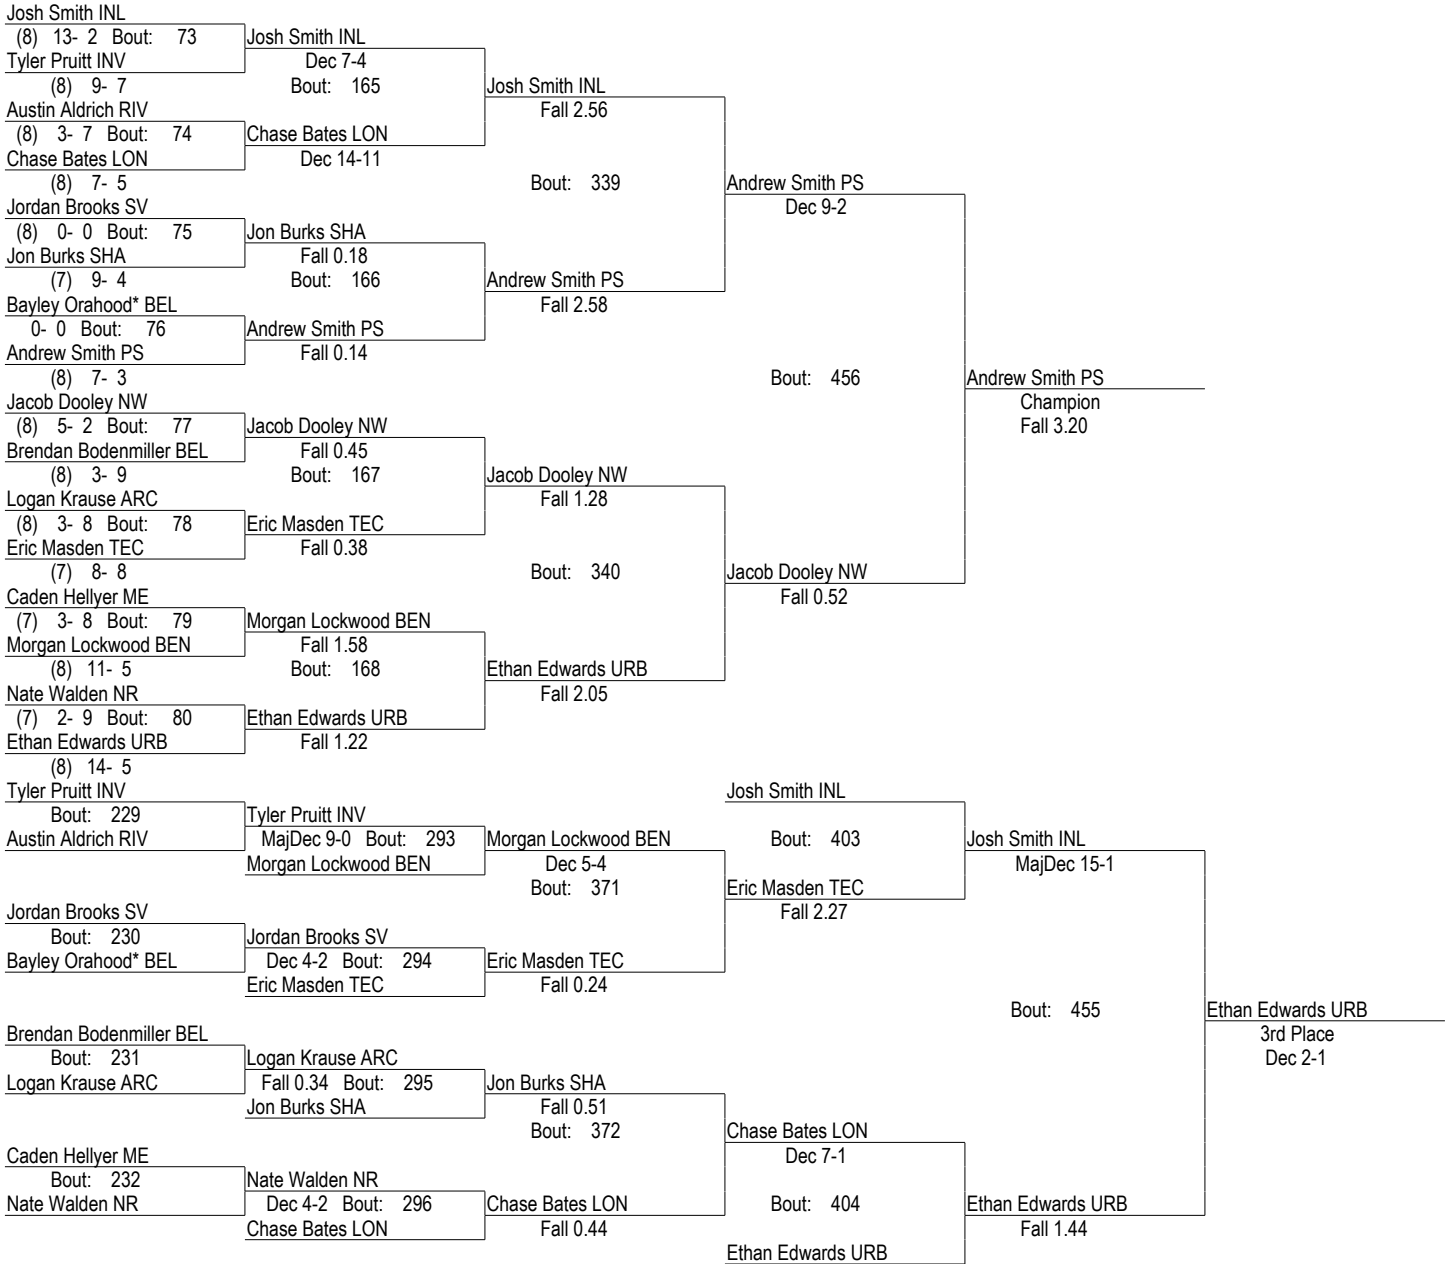 Josh Smith INL
(8) 13- 2 Bout: 73 Josh Smith INL
Tyler Pruitt INV Dec 7-4
(8) 9- 7 Bout: 165 Josh Smith INL
Austin Aldrich RIV Fall 2.56
(8) 3- 7 Bout: 74 Chase Bates LON
Chase Bates LON Dec 14-11
(8) 7- 5 Bout: 339 Andrew Smith PS
Jordan Brooks SV Dec 9-2
(8) 0- 0 Bout: 75 Jon Burks SHA
Jon Burks SHA Fall 0.18
(7) 9- 4 Bout: 166 Andrew Smith PS
Bayley Orahood* BEL Fall 2.58
0- 0 Bout: 76 Andrew Smith PS
Andrew Smith PS Fall 0.14
(8) 7- 3 Bout: 456 Andrew Smith PS
Jacob Dooley NW Champion
(8) 5- 2 Bout: 77 Jacob Dooley NW Fall 3.20
Brendan Bodenmiller BEL Fall 0.45
(8) 3- 9 Bout: 167 Jacob Dooley NW
Logan Krause ARC Fall 1.28
(8) 3- 8 Bout: 78 Eric Masden TEC
Eric Masden TEC Fall 0.38
(7) 8- 8 Bout: 340 Jacob Dooley NW
Caden Hellyer ME Fall 0.52
(7) 3- 8 Bout: 79 Morgan Lockwood BEN
Morgan Lockwood BEN Fall 1.58
(8) 11- 5 Bout: 168 Ethan Edwards URB
Nate Walden NR Fall 2.05
(7) 2- 9 Bout: 80 Ethan Edwards URB
Ethan Edwards URB Fall 1.22
(8) 14- 5
Tyler Pruitt INV Josh Smith INL
Bout: 229 Tyler Pruitt INV
Austin Aldrich RIV MajDec 9-0 Bout: 293 Morgan Lockwood BEN Bout: 403 Josh Smith INL
Morgan Lockwood BEN Dec 5-4 MajDec 15-1
Bout: 371 Eric Masden TEC
Jordan Brooks SV Fall 2.27
Bout: 230 Jordan Brooks SV
Bayley Orahood* BEL Dec 4-2 Bout: 294 Eric Masden TEC
Eric Masden TEC Fall 0.24
Bout: 455 Ethan Edwards URB
Brendan Bodenmiller BEL 3rd Place
Bout: 231 Logan Krause ARC Dec 2-1
Logan Krause ARC Fall 0.34 Bout: 295 Jon Burks SHA
Jon Burks SHA Fall 0.51
Bout: 372 Chase Bates LON
Caden Hellyer ME Dec 7-1
Bout: 232 Nate Walden NR
Nate Walden NR Dec 4-2 Bout: 296 Chase Bates LON Bout: 404 Ethan Edwards URB
Chase Bates LON Fall 0.44 Fall 1.44
Ethan Edwards URB